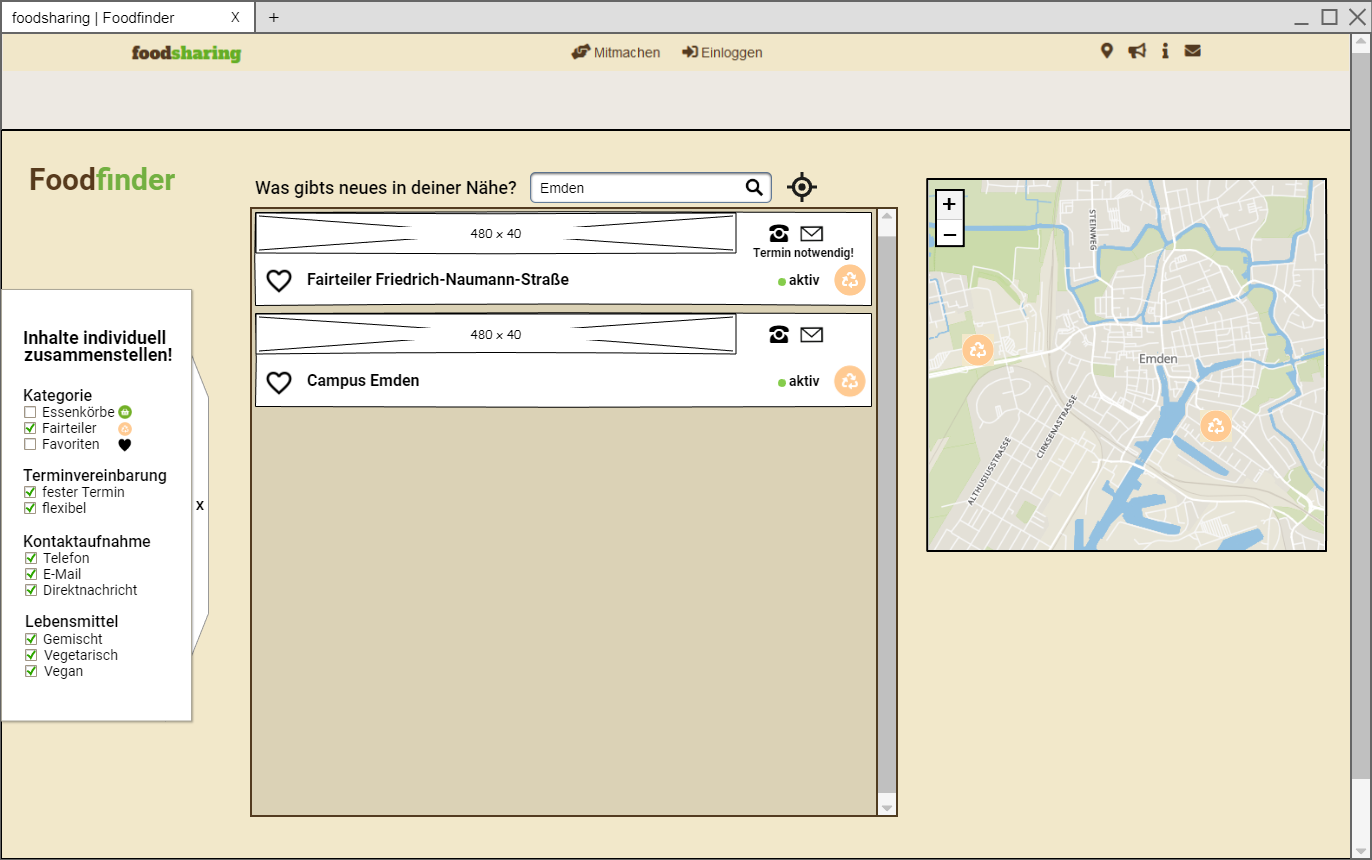 foodsharing | Foodfinder X +
foodsharing Mitmachen Einloggen
Foodfinder
Was gibts neues in deiner Nähe? Emden
480 x 40
Termin notwendig!
Fairteiler Friedrich-Naumann-Straße aktiv
480 x 40
Campus Emden aktiv
Inhalte individuell
zusammenstellen!
Kategorie
Essenkörbe
Fairteiler
Favoriten
Terminvereinbarung
fester Termin
flexibel
x
Kontaktaufnahme
Telefon
E-Mail
Direktnachricht
Lebensmittel
Gemischt
Vegetarisch
Vegan
+
–
STEINWEG
Emden
CIRKSENASTRASSE
ALTHUSIUSSTRASSE